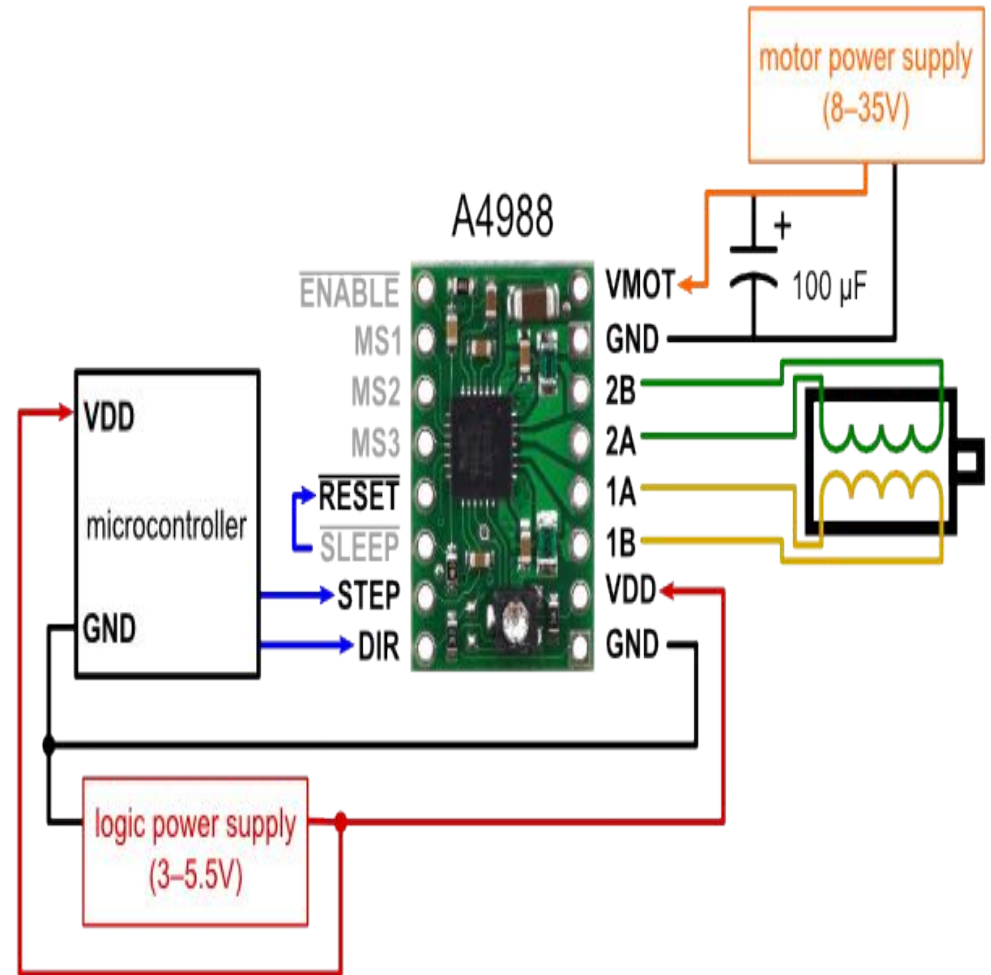 motor power supply
(8–35V)
A4988
+
100 µF
ENABLE
MS1
MS2
MS3
RESET
SLEEP
STEP
DIR
VMOT
GND
2B
2A
1A
1B
VDD
GND
VDD
microcontroller
GND
logic power supply
(3–5.5V)